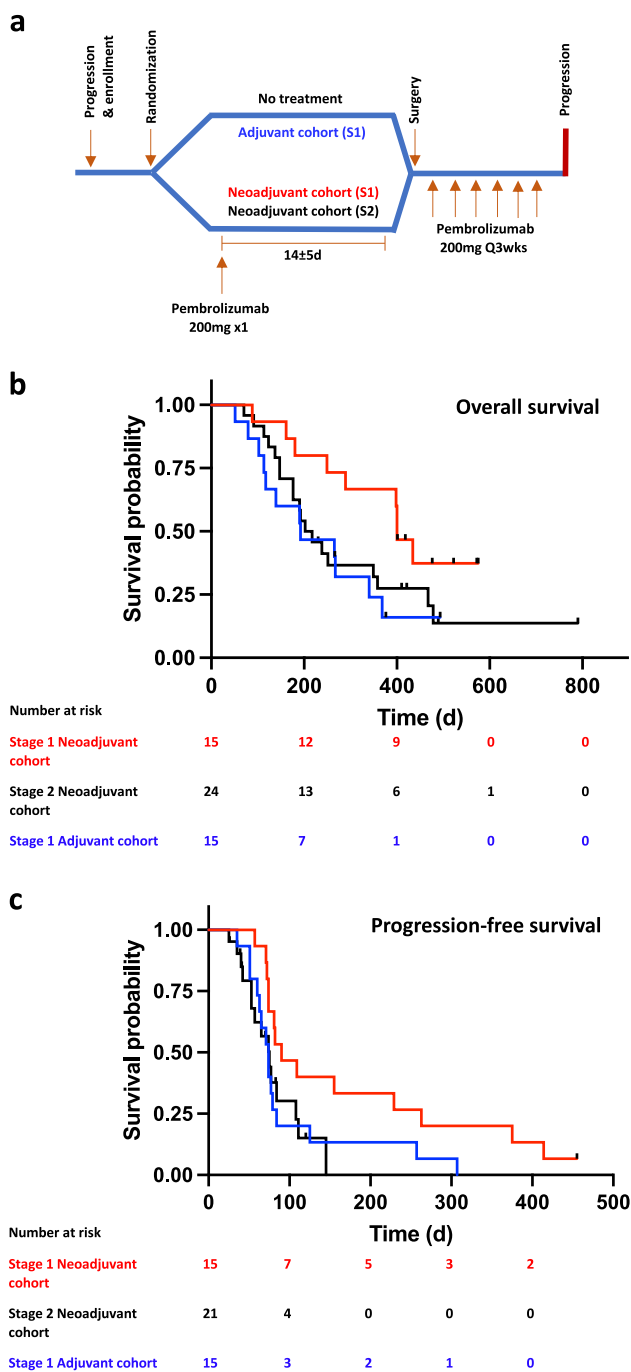 a
Progression
& enrollment
Randomization
Surgery
Progression
No treatment
Adjuvant cohort (S1)
Neoadjuvant cohort (S1)
Neoadjuvant cohort (S2)
14±5d
Pembrolizumab
200mg Q3wks
Pembrolizumab
200mg x1
b
Overall survival
Survival probability
1.00
0.75
0.50
0.25
0.00
0 200 400 600 800
Time (d)
Number at risk
Stage 1 Neoadjuvant 15 12 9 0 0
cohort
Stage 2 Neoadjuvant 24 13 6 1 0
cohort
Stage 1 Adjuvant cohort 15 7 1 0 0
c
Progression-free survival
Survival probability
1.00
0.75
0.50
0.25
0.00
0 100 200 300 400 500
Time (d)
Number at risk
Stage 1 Neoadjuvant 15 7 5 3 2
cohort
Stage 2 Neoadjuvant 21 4 0 0 0
cohort
Stage 1 Adjuvant cohort 15 3 2 1 0